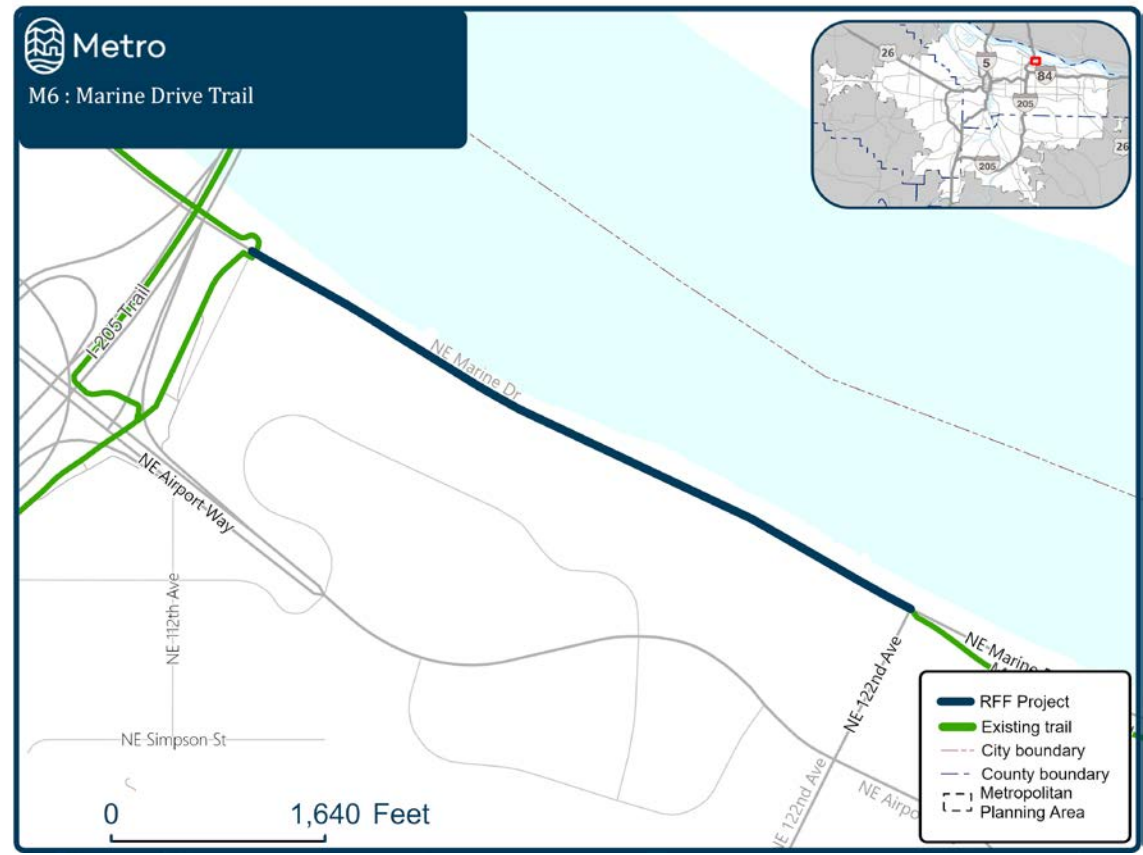 Metro
M6 : Marine Drive Trail
26
5
84
205
26
205
I-205 Trail
NE Marine Dr
NE Airport Way
NE 112th Ave
NE Simpson St
NE 122nd Ave
NE Marine
NE 122nd Ave
NE Airpo
0 1,640 Feet
RFF Project
Existing trail
City boundary
County boundary
Metropolitan
Planning Area